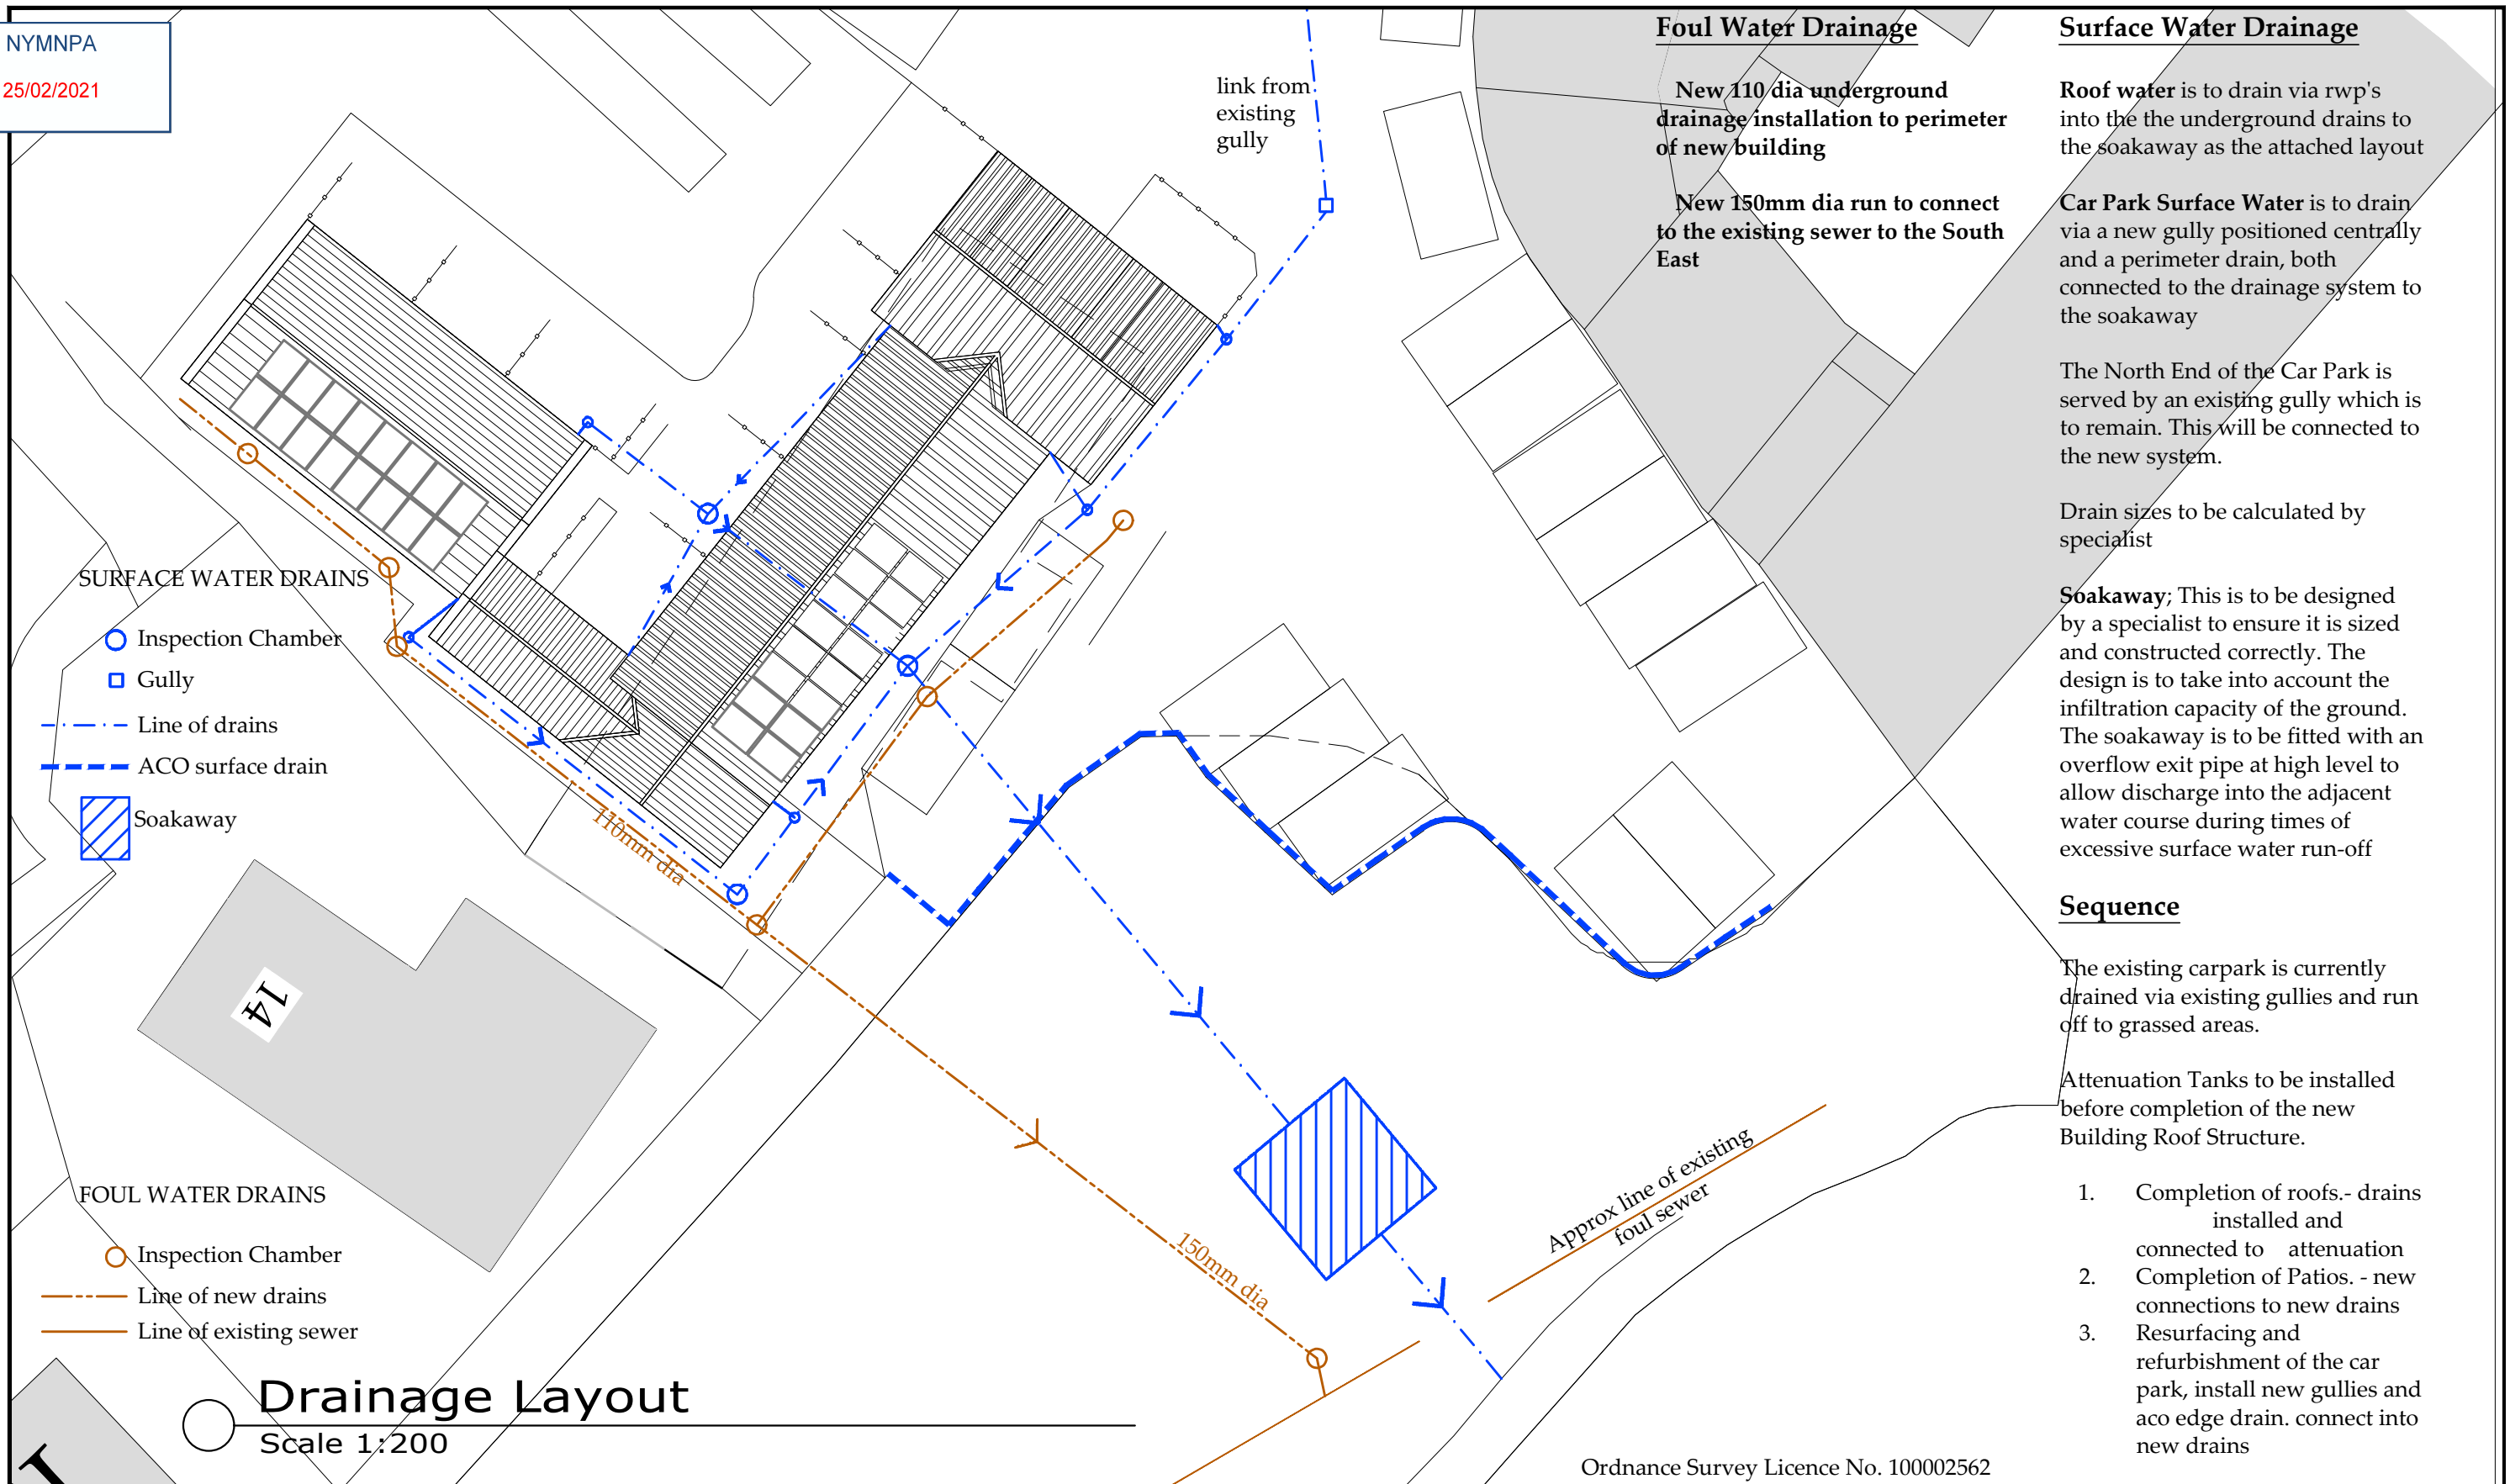 NYMNPA
25/02/2021
link from
existing
gully
Foul Water Drainage
New 110 dia underground
drainage installation to perimeter
of new building
New 150mm dia run to connect
to the existing sewer to the South
East
Surface Water Drainage
Roof water is to drain via rwp's
into the the underground drains to
the soakaway as the attached layout
Car Park Surface Water is to drain
via a new gully positioned centrally
and a perimeter drain, both
connected to the drainage system to
the soakaway
The North End of the Car Park is
served by an existing gully which is
to remain. This will be connected to
the new system.
Drain sizes to be calculated by
specialist
Soakaway; This is to be designed
by a specialist to ensure it is sized
and constructed correctly. The
design is to take into account the
infiltration capacity of the ground.
The soakaway is to be fitted with an
overflow exit pipe at high level to
allow discharge into the adjacent
water course during times of
excessive surface water run-off
Sequence
The existing carpark is currently
drained via existing gullies and run
off to grassed areas.
Attenuation Tanks to be installed
before completion of the new
Building Roof Structure.
1. Completion of roofs.- drains
installed and
connected to attenuation
2. Completion of Patios. - new
connections to new drains
3. Resurfacing and
refurbishment of the car
park, install new gullies and
aco edge drain. connect into
new drains
SURFACE WATER DRAINS
Inspection Chamber
Gully
Line of drains
ACO surface drain
Soakaway
110mm dia
14
150mm dia
Approx line of existing
foul sewer
FOUL WATER DRAINS
Inspection Chamber
Line of new drains
Line of existing sewer
Drainage Layout
Scale 1:200
Ordnance Survey Licence No. 100002562